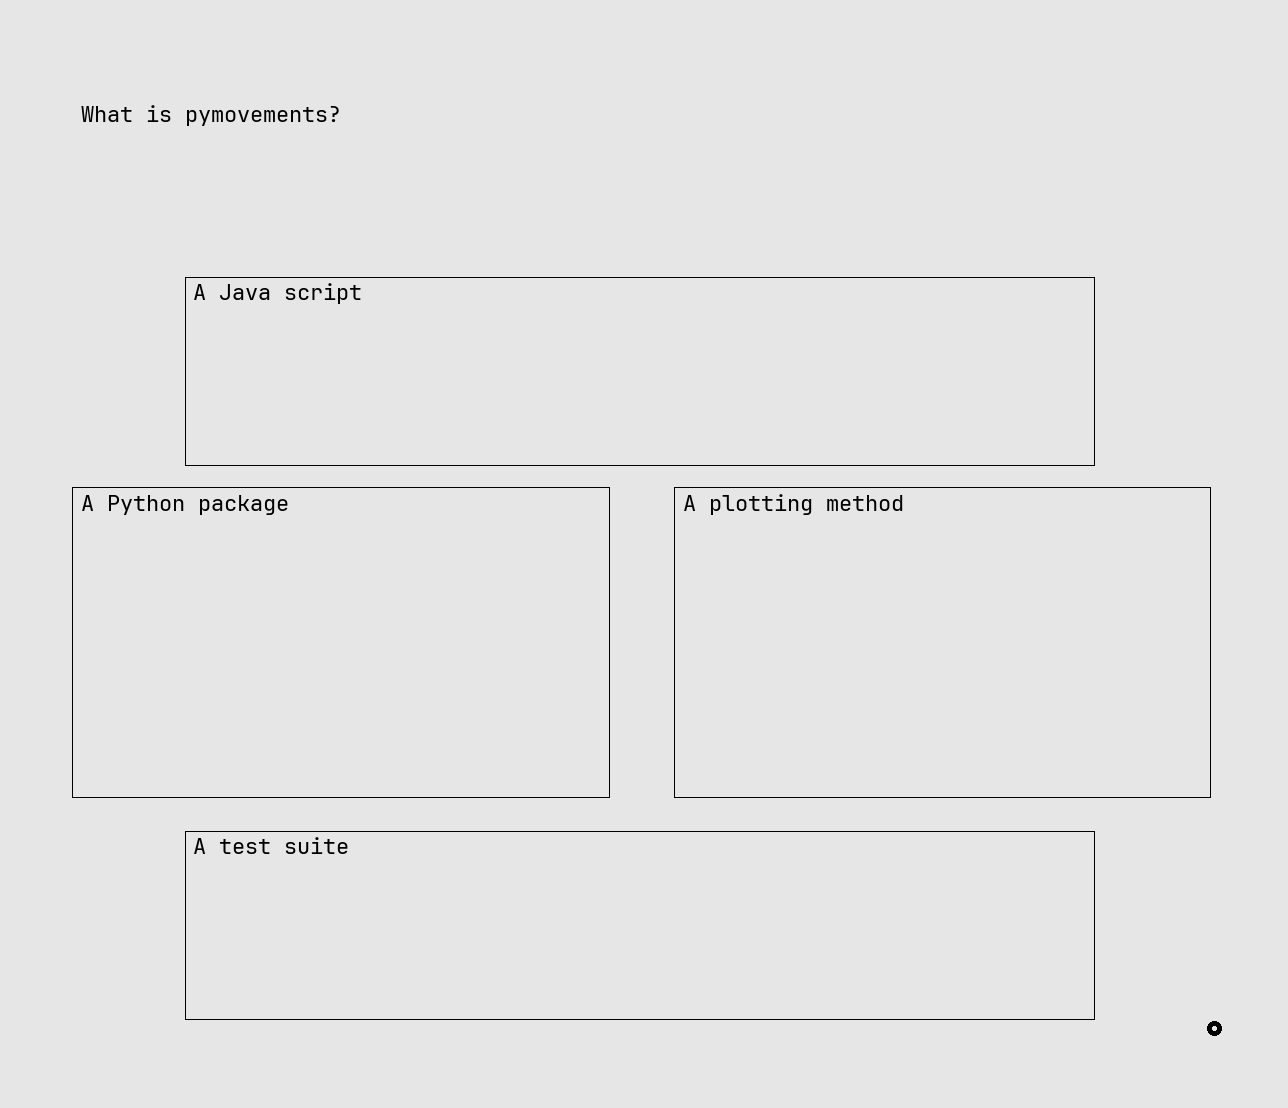 What is pymovements?
A Java script
A Python package
A plotting method
A test suite